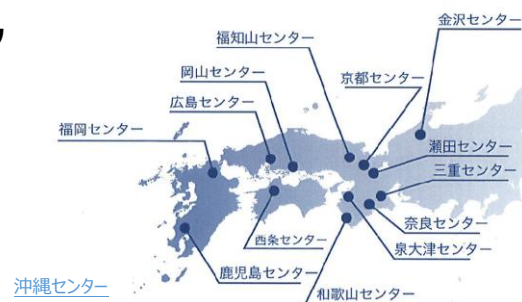 金沢センター
福知山センター
京都センター
岡山センター
広島センター
福岡センター
瀬田センター
三重センター
奈良センター
西条センター
泉大津センター
鹿児島センター
沖縄センター
和歌山センター